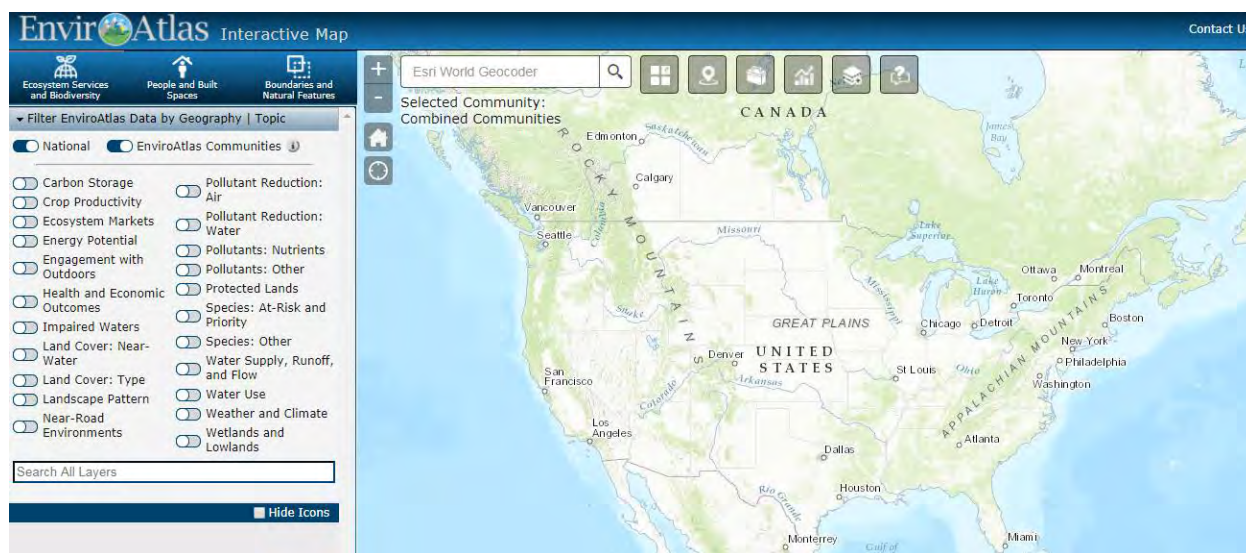 EnviroAtlas Interactive Map
Contact U
Ecosystem Services
and Biodiversity
People and Built
Spaces
Boundaries and
Natural Features
Filter EnviroAtlas Data by Geography | Topic
National
EnviroAtlas Communities
Carbon Storage
Crop Productivity
Ecosystem Markets
Energy Potential
Engagement with
Outdoors
Health and Economic
Outcomes
Impaired Waters
Land Cover: Near-
Water
Land Cover: Type
Landscape Pattern
Near-Road
Environments
Pollutant Reduction:
Air
Pollutant Reduction:
Water
Pollutants: Nutrients
Pollutants: Other
Protected Lands
Species: At-Risk and
Priority
Species: Other
Water Supply, Runoff,
and Flow
Water Use
Weather and Climate
Wetlands and
Lowlands
Search All Layers
Hide Icons
+
-
Esri World Geocoder
Selected Community:
Combined Communities
CANADA
James
Bay
Edmonton
Saskatchewan
Calgary
ROCKY MOUNTAINS
Vancouver
Columbia
Seattle
Missouri
Lake
Superior
Ottawa
Montreal
Lake
Huron
Toronto
Mississippi
Snake
GREAT PLAINS
Chicago
Detroit
Boston
APPALACHIAN MOUNTAINS
New York
Philadelphia
Denver
UNITED
STATES
St Louis
Ohio
Washington
San
Francisco
Colorado
Arkansas
Los
Angeles
Atlanta
Dallas
Rio
Grande
Houston
Monterrey
Gulf of
Miami